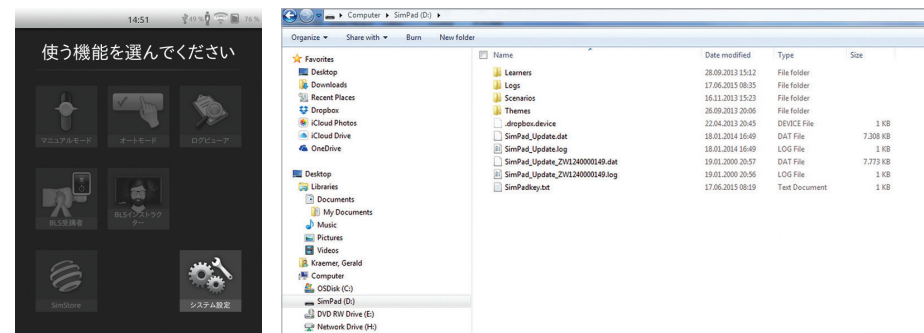 14:51 49% 76%
使う機能を選んでください
マニュアルモード オートモード ログビューア
BLS受講者 BLSインストラク
ター
SimStore システム設定
Computer ▸ SimPad (D:) ▸
Organize ▾ Share with ▾ Burn New folder
Favorites
Desktop
Downloads
Recent Places
Dropbox
iCloud Photos
iCloud Drive
OneDrive
Desktop
Libraries
Documents
My Documents
Music
Pictures
Videos
Kraemer, Gerald
Computer
OSDisk (C:)
SimPad (D:)
DVD RW Drive (E:)
Network Drive (H:)
Name Date modified Type Size
Learners 28.09.2013 15:12 File folder
Logs 17.06.2015 08:35 File folder
Scenarios 16.11.2013 15:23 File folder
Themes 26.09.2013 20:06 File folder
.dropbox.device 22.04.2013 20:45 DEVICE File 1 KB
SimPad_Update.dat 18.01.2014 16:49 DAT File 7.308 KB
SimPad_Update.log 18.01.2014 16:49 LOG File 1 KB
SimPad_Update_ZW1240000149.dat 19.01.2000 20:57 DAT File 7.773 KB
SimPad_Update_ZW1240000149.log 19.01.2000 20:56 LOG File 1 KB
SimPadkey.txt 17.06.2015 08:19 Text Document 1 KB